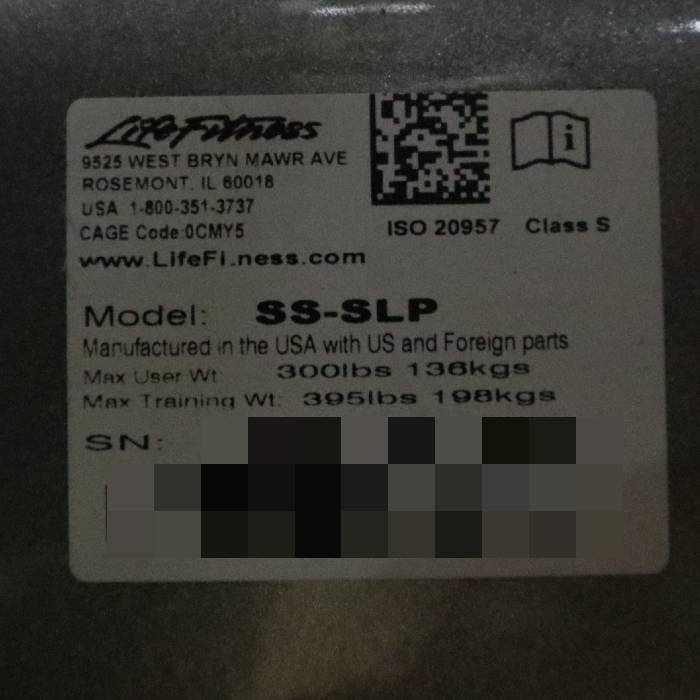 LifeFitness
9525 WEST BRYN MAWR AVE
ROSEMONT, IL 60018
USA 1-800-351-3737
CAGE Code:0CMY5
www.LifeFi.ness.com
i
ISO 20957 Class S
Model: SS-SLP
Manufactured in the USA with US and Foreign parts
Max User Wt: 300lbs 136kgs
Max Training Wt: 395lbs 198kgs
SN: